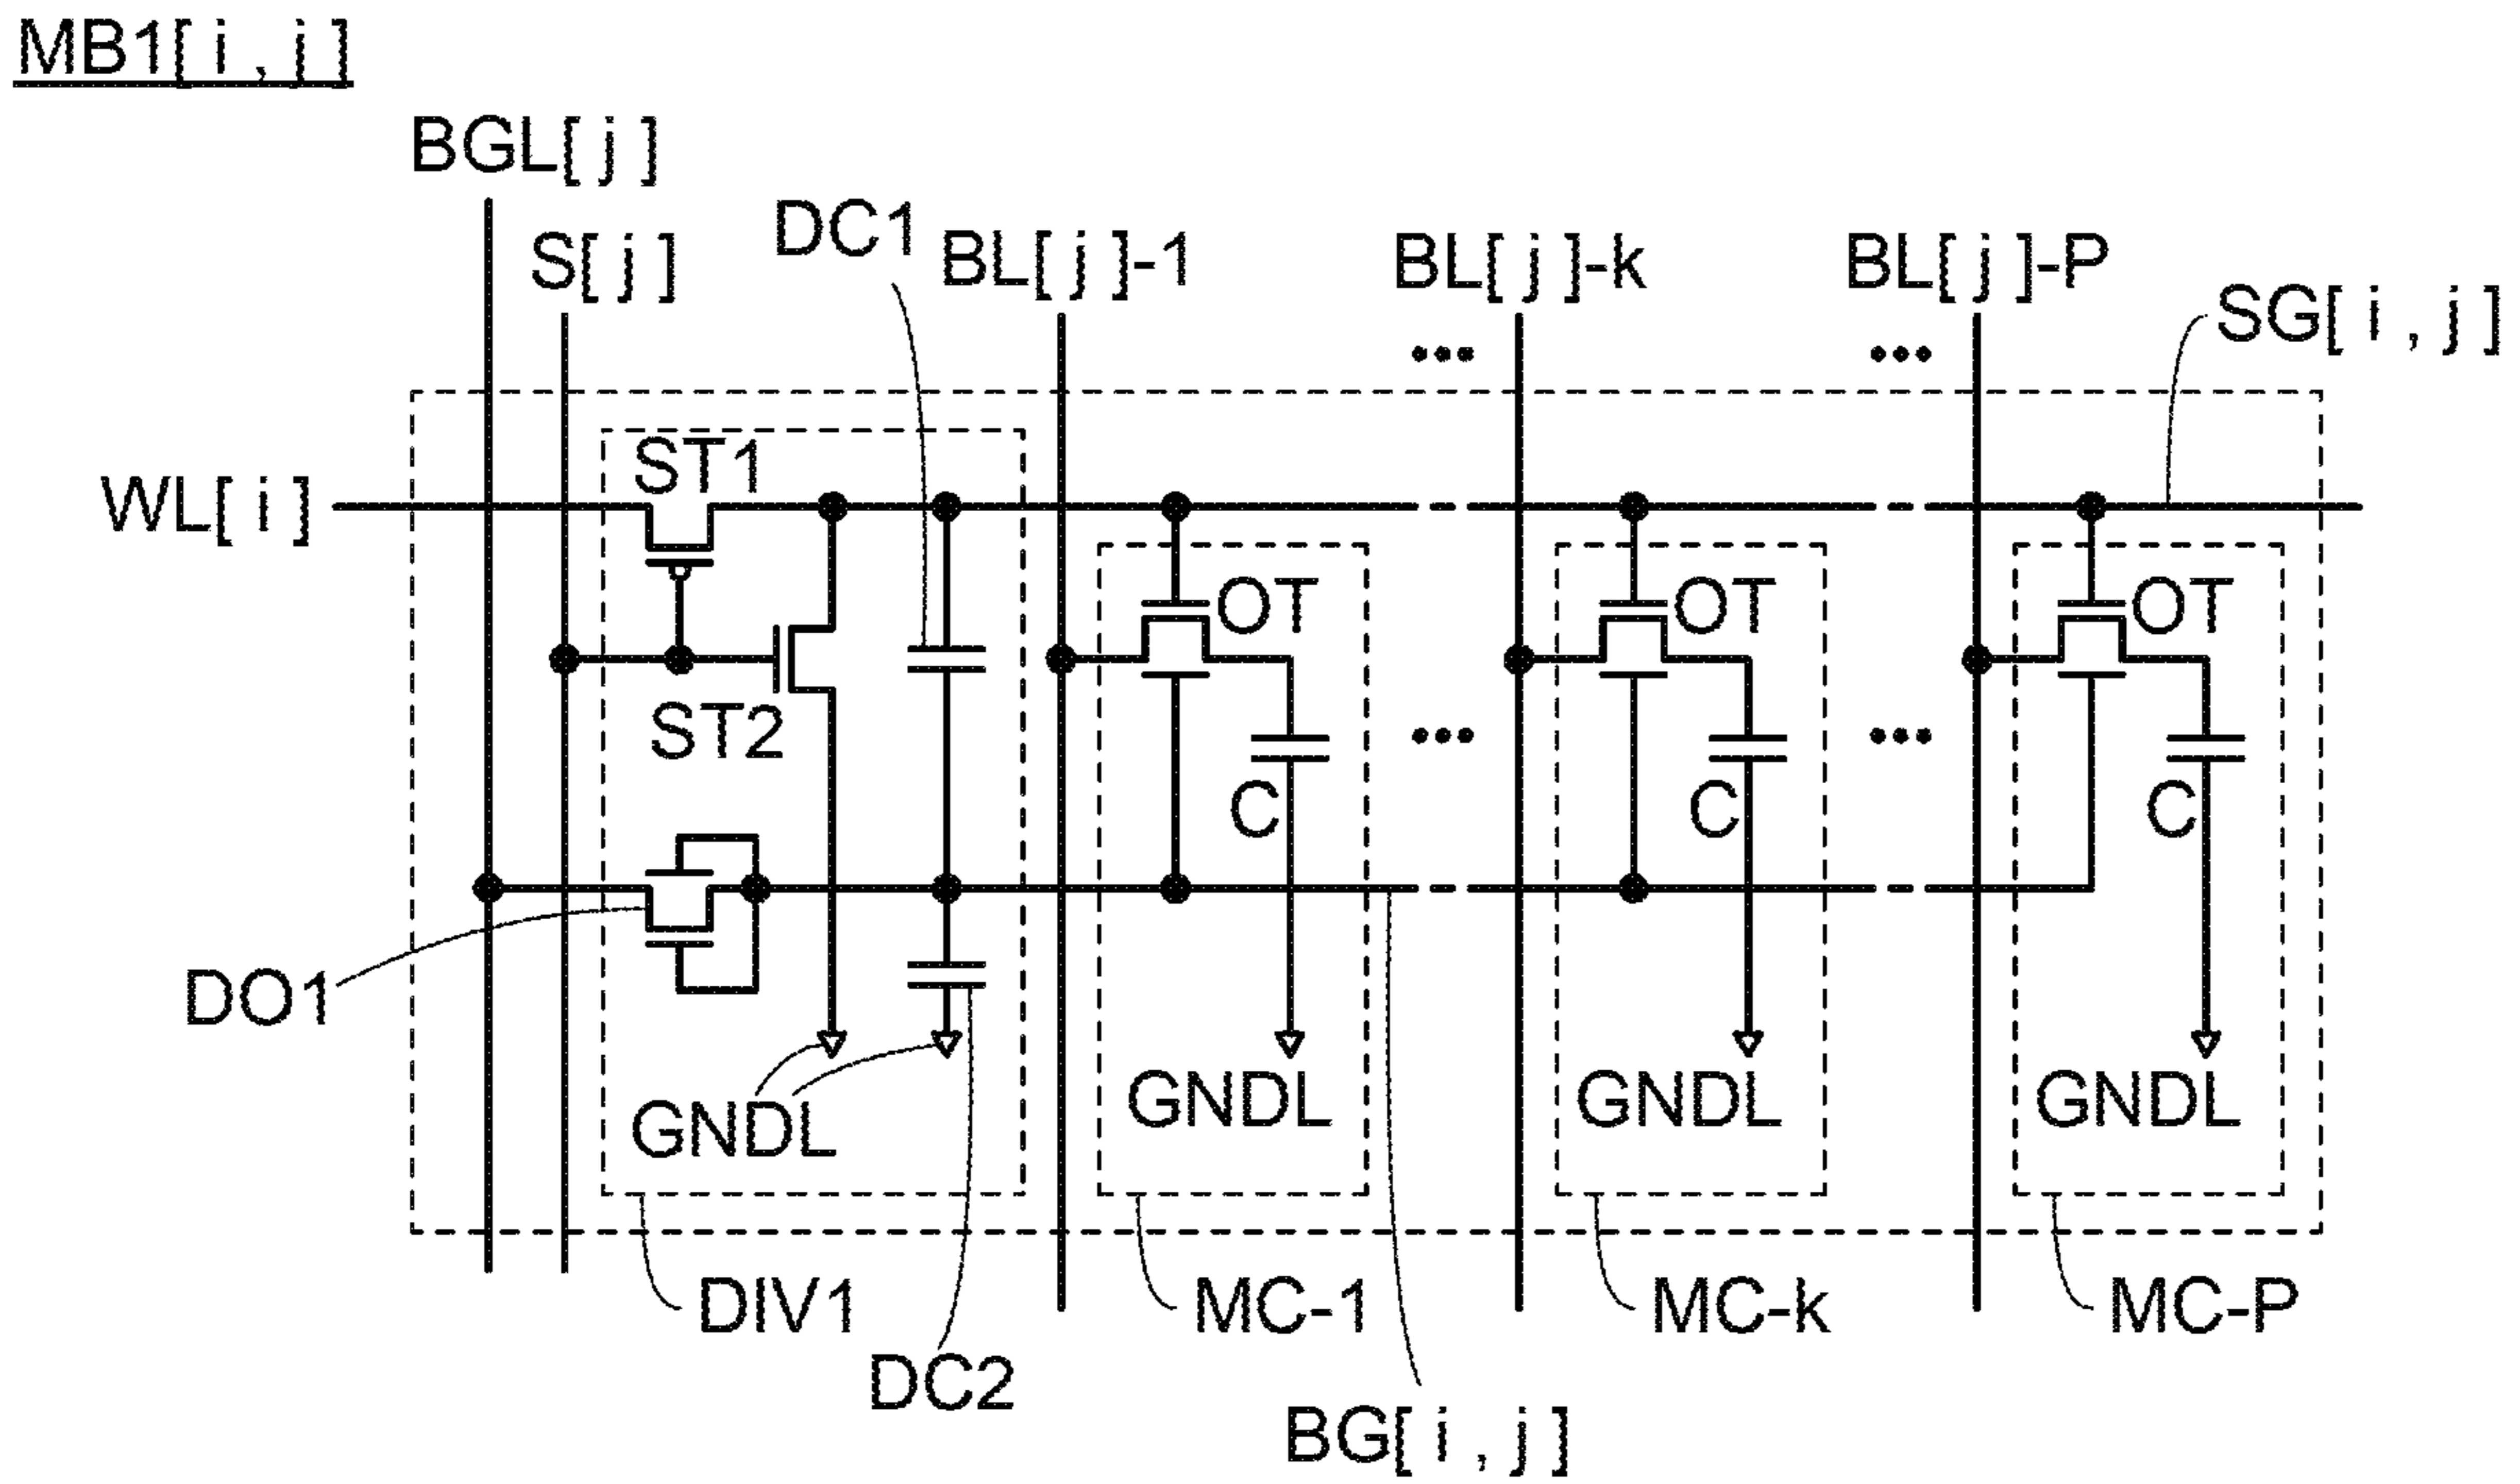 MB1[ i , j ]
BGL[ j ]
S[ j ]
DC1
BL[ j ]-1
BL[ j ]-k
BL[ j ]-P
SG[ i , j ]
•••
•••
WL[ i ]
ST1
OT
OT
OT
ST2
•••
•••
C
C
C
DO1
GNDL
GNDL
GNDL
GNDL
DIV1
MC-1
MC-k
MC-P
DC2
BG[ i , j ]